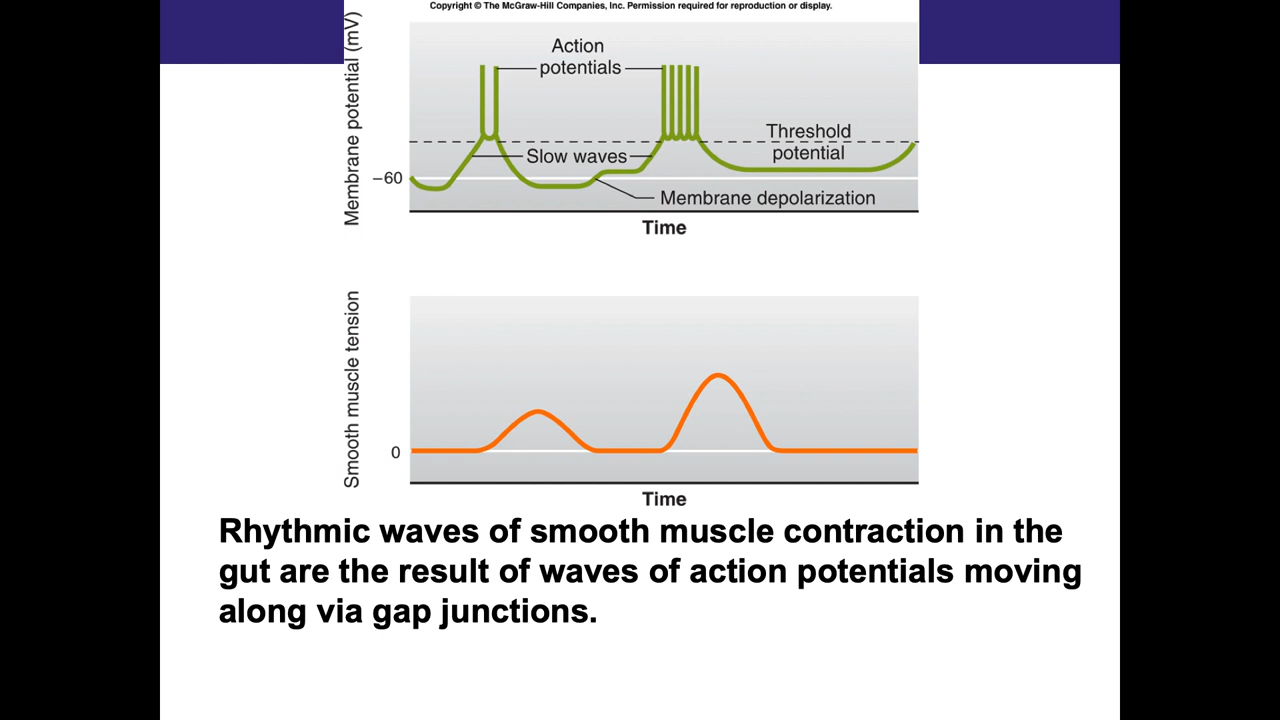 Copyright © The McGraw-Hill Companies, Inc. Permission required for reproduction or display.
Membrane potential (mV)
Action
potentials
Threshold
potential
Slow waves
−60
Membrane depolarization
Time
Smooth muscle tension
0
Time
Rhythmic waves of smooth muscle contraction in the
gut are the result of waves of action potentials moving
along via gap junctions.